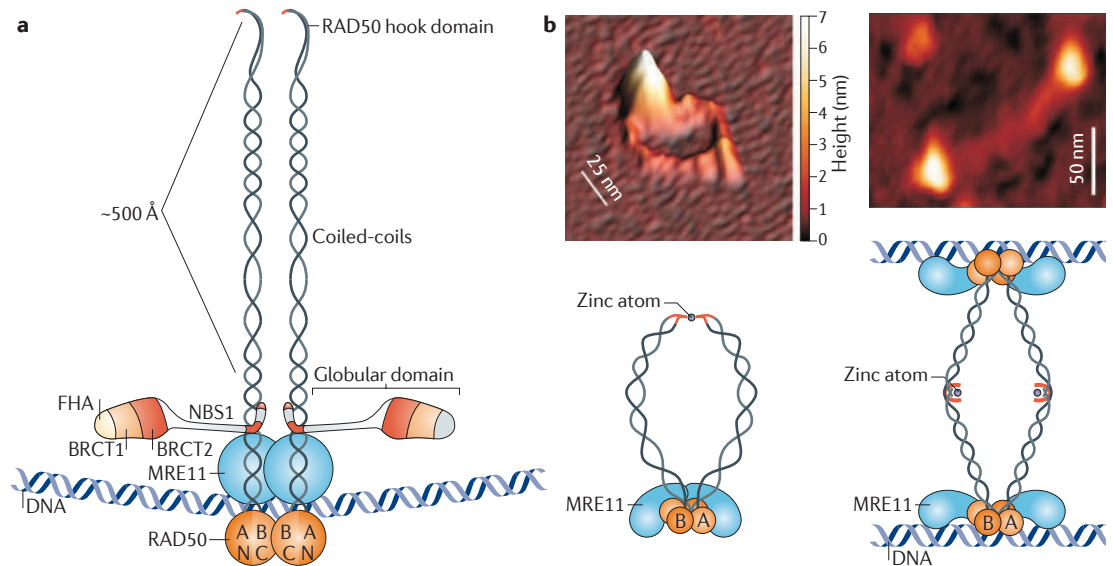 a
RAD50 hook domain
~500 Å
Coiled-coils
Globular domain
FHA
NBS1
BRCT1
BRCT2
MRE11
DNA
RAD50
A B B A
N C C N
b
25 nm
7
6
5
4
3
2
1
0
Height (nm)
50 nm
Zinc atom
MRE11
B A
Zinc atom
MRE11
B A
DNA